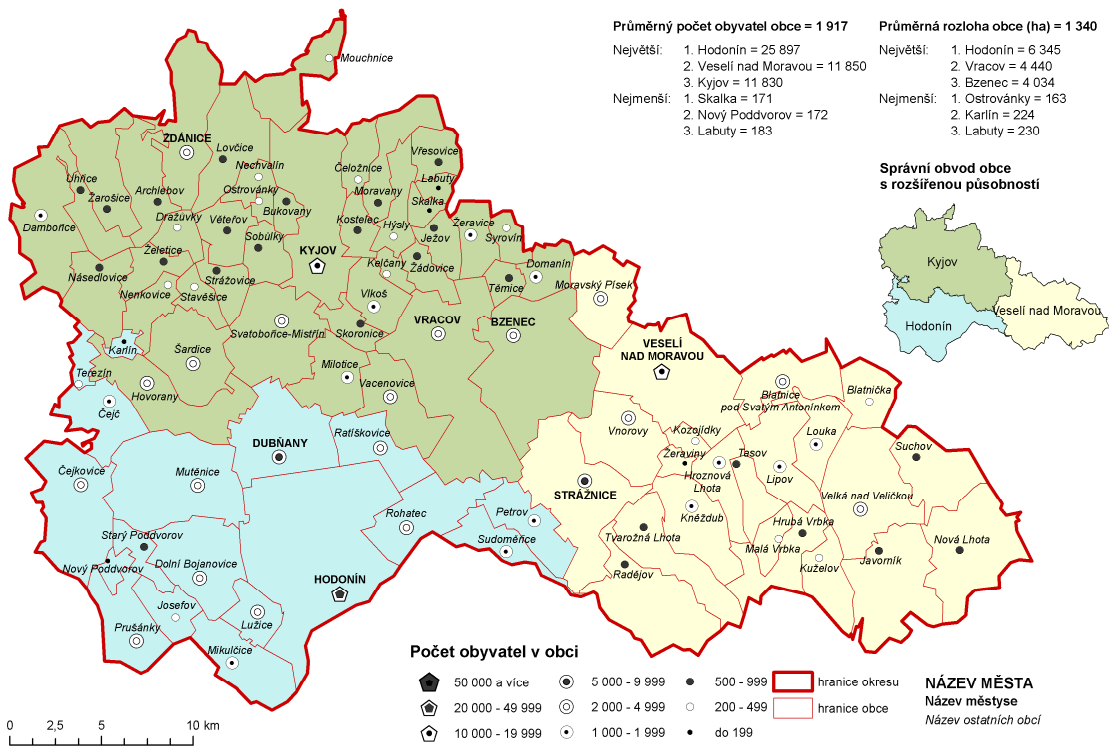 Průměrný počet obyvatel obce = 1 917
Největší: 1. Hodonín = 25 897
2. Veselí nad Moravou = 11 850
3. Kyjov = 11 830
Nejmenší: 1. Skalka = 171
2. Nový Poddvorov = 172
3. Labuty = 183
Průměrná rozloha obce (ha) = 1 340
Největší: 1. Hodonín = 6 345
2. Vracov = 4 440
3. Bzenec = 4 034
Nejmenší: 1. Ostrovánky = 163
2. Karlín = 224
3. Labuty = 230
Správní obvod obce
s rozšířenou působností
Kyjov
Veselí nad Moravou
Hodonín
Mouchnice
ŽDÁNICE
Lovčice
Nechvalín
Ostrovánky
Bukovany
Uhřice
Žarošice
Archlebov
Dražůvky
Dambořice
Věteřov
Sobůlky
Želetice
Strážovice
Násedlovice
Nenkovice
Stavěšice
Čeložnice
Moravany
Kostelec
Hýsly
Vřesovice
Labuty
Skalka
Ježov
Žeravice
Syrovín
Žádovice
Kelčany
KYJOV
Domanín
Těmice
Moravský Písek
Vlkoš
Skoronice
VRACOV
BZENEC
Svatobořice-Mistřín
Šardice
Karlín
Terezín
Hovorany
Čejč
Milotice
Vacenovice
VESELÍ
NAD MORAVOU
Blatnice
pod Svatým Antonínkem
Blatnička
DUBŇANY
Ratíškovice
Vnorovy
Kozojídky
Žeraviny
Hroznová
Lhota
Tasov
Louka
Lipov
Suchov
Čejkovice
Mutěnice
STRÁŽNICE
Velká nad Veličkou
Rohatec
Petrov
Sudoměřice
Kněždub
Tvarožná Lhota
Radějov
Hrubá Vrbka
Malá Vrbka
Kuželov
Javorník
Nová Lhota
Starý Poddvorov
Nový Poddvorov
Dolní Bojanovice
HODONÍN
Josefov
Lužice
Prušánky
Mikulčice
Počet obyvatel v obci
50 000 a více
20 000 - 49 999
10 000 - 19 999
5 000 - 9 999
2 000 - 4 999
1 000 - 1 999
500 - 999
200 - 499
do 199
hranice okresu
hranice obce
NÁZEV MĚSTA
Název městyse
Název ostatních obcí
0 2,5 5 10 km